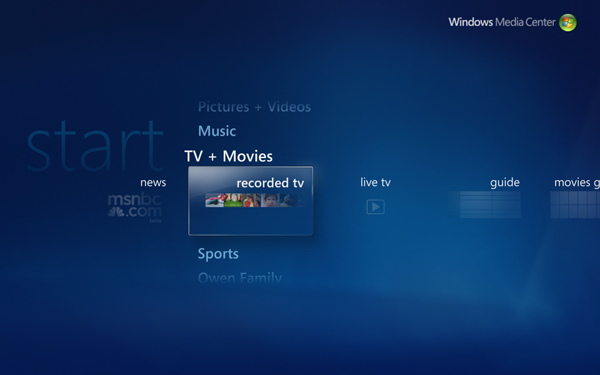 Windows Media Center
Pictures + Videos
start
Music
TV + Movies
news
recorded tv
live tv
guide
movies g
msnbc
.com
Sports
Owen Family